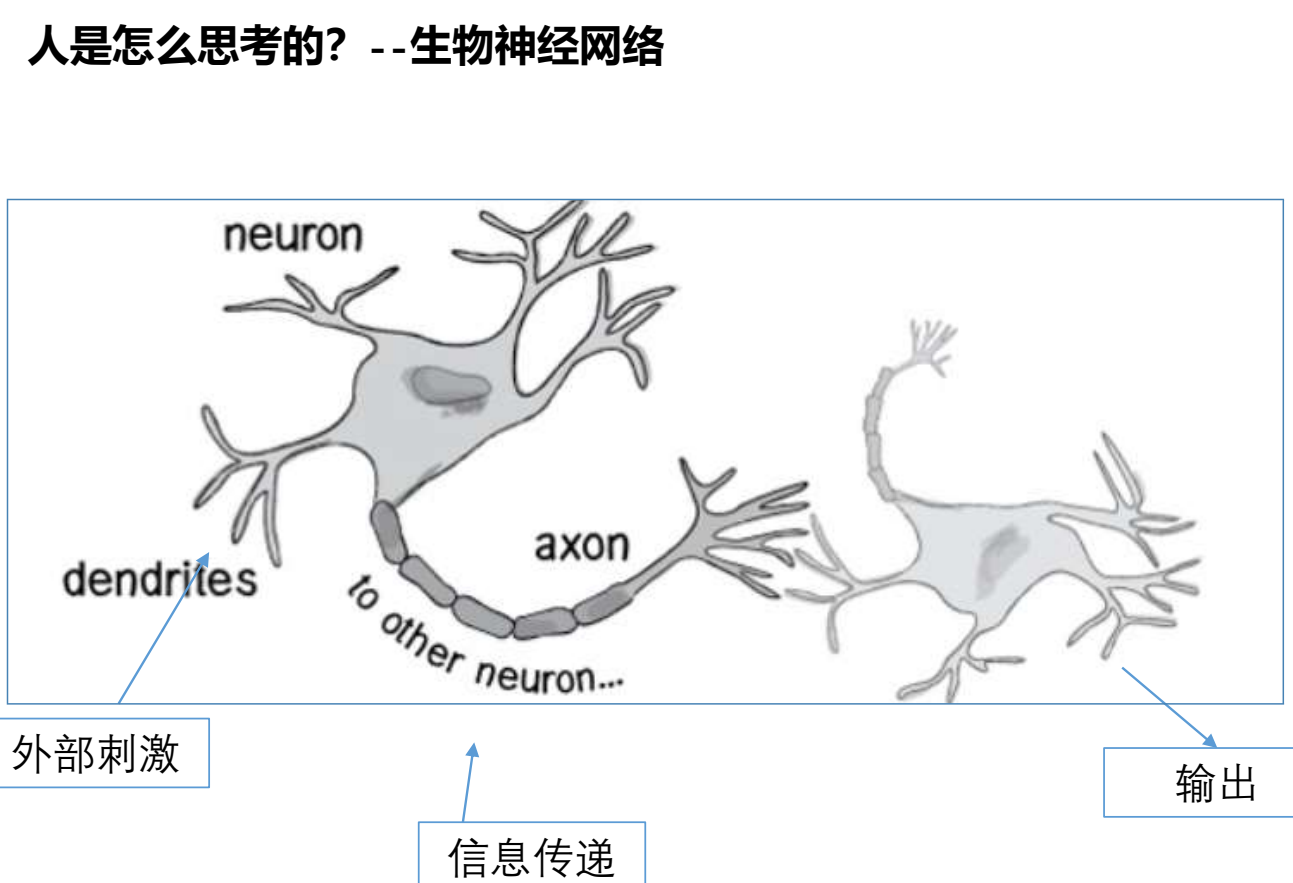 人是怎么思考的？--生物神经网络
neuron
dendrites
axon
to other neuron...
外部刺激
信息传递
输出